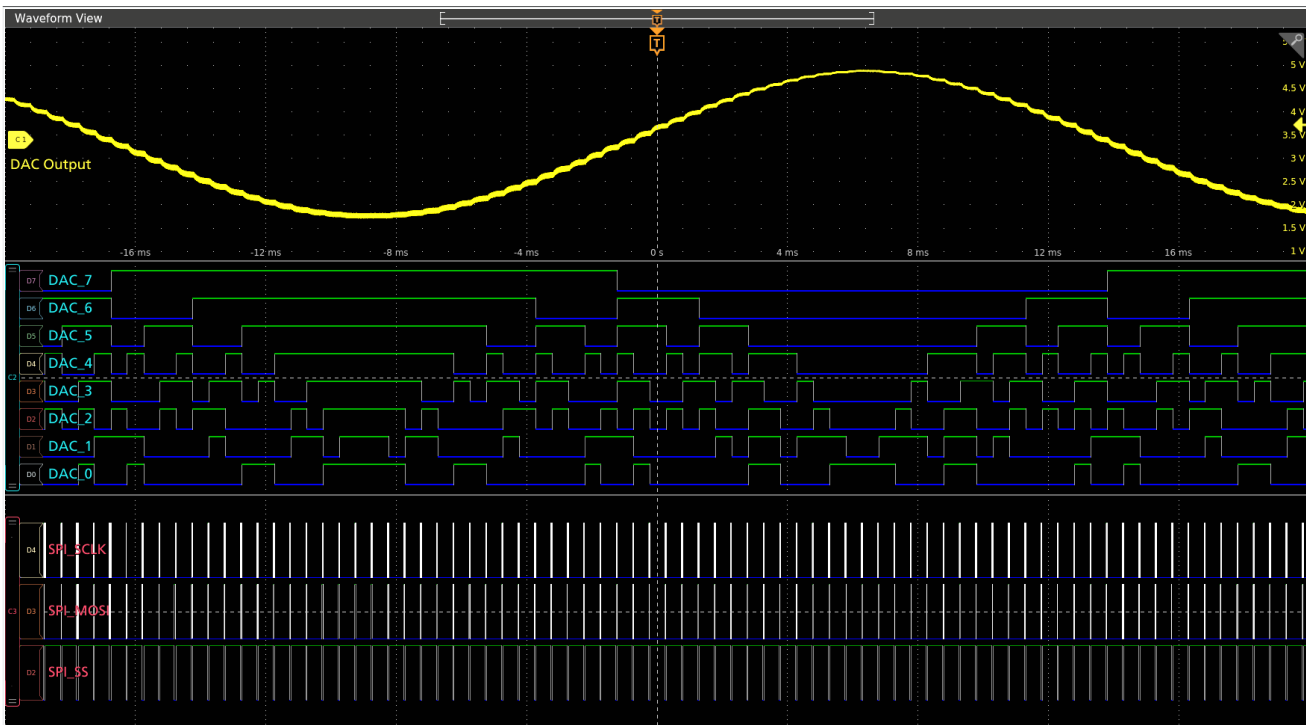 Waveform View
T
T
5 V
4.5 V
4 V
C 1
3.5 V
DAC Output
3 V
2.5 V
2 V
1.5 V
-16 ms -12 ms -8 ms -4 ms 0 s 4 ms 8 ms 12 ms 16 ms 1 V
D7 DAC_7
D6 DAC_6
D5 DAC_5
D4 DAC_4
C2
D3 DAC_3
D2 DAC_2
D1 DAC_1
D0 DAC_0
D4 SPI_SCLK
C3 D3 SPI_MOSI
D2 SPI_SS